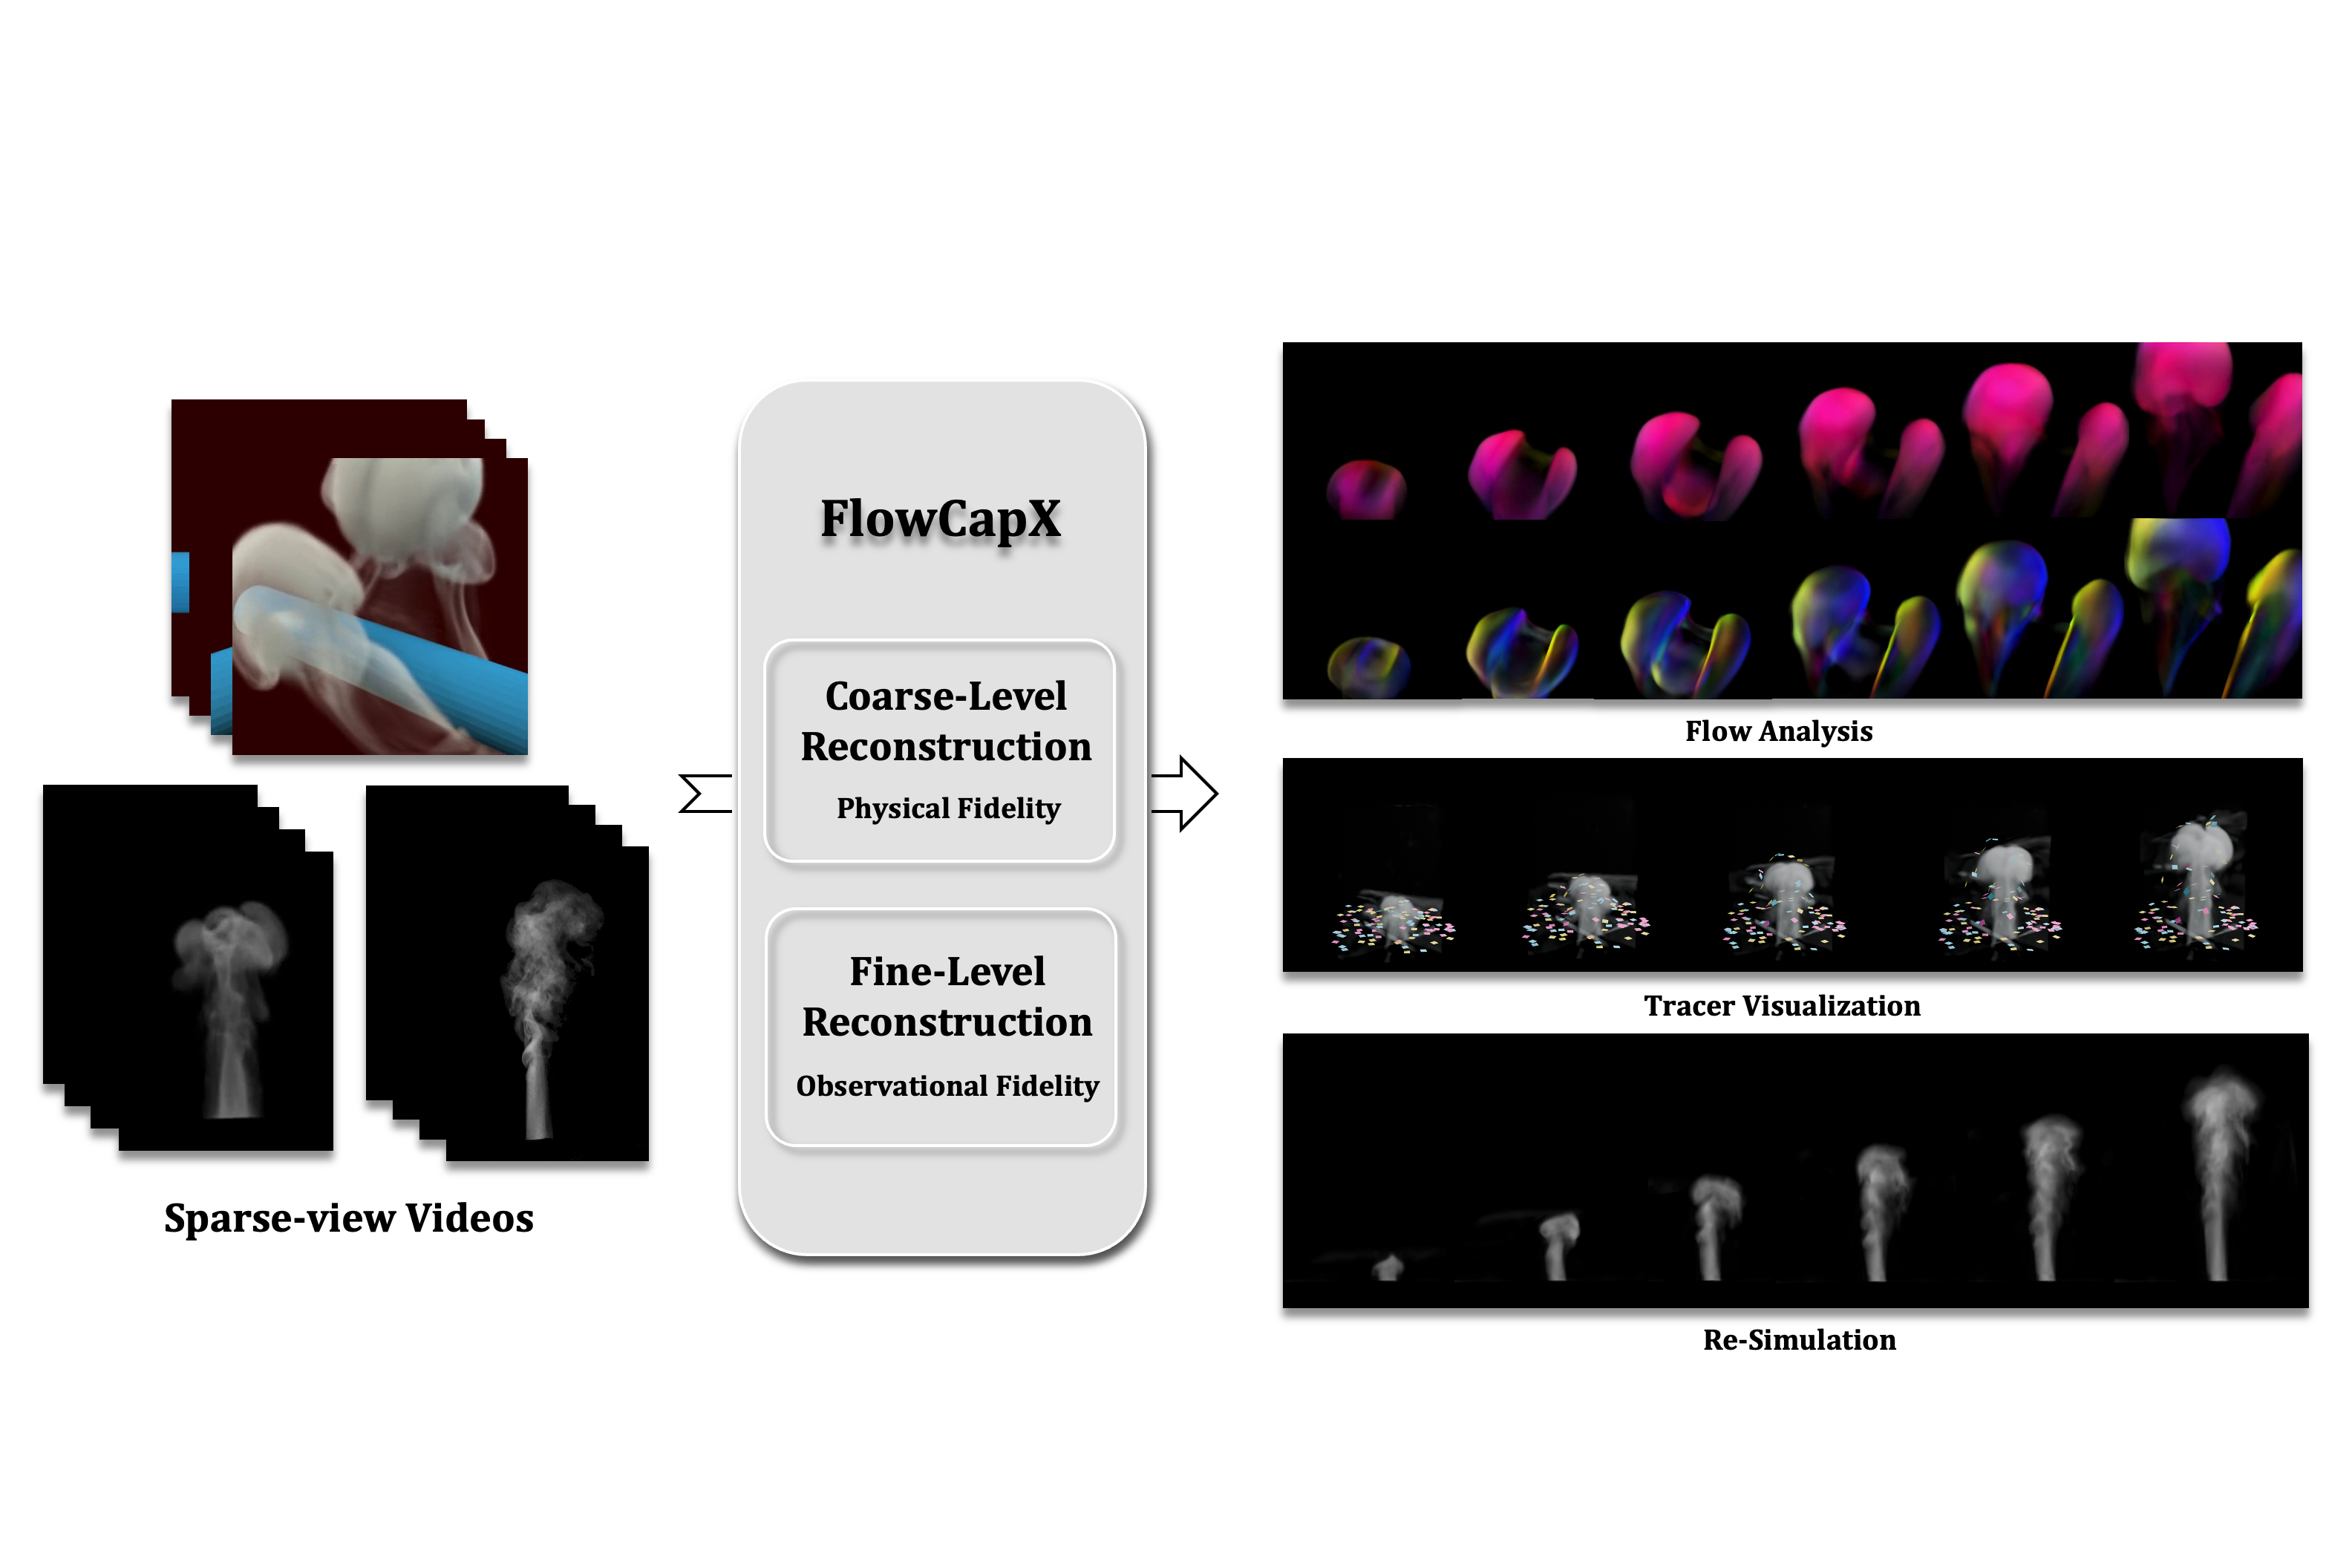 Sparse-view Videos
FlowCapX
Coarse-Level
Reconstruction
Physical Fidelity
Fine-Level
Reconstruction
Observational Fidelity
Flow Analysis
Tracer Visualization
Re-Simulation